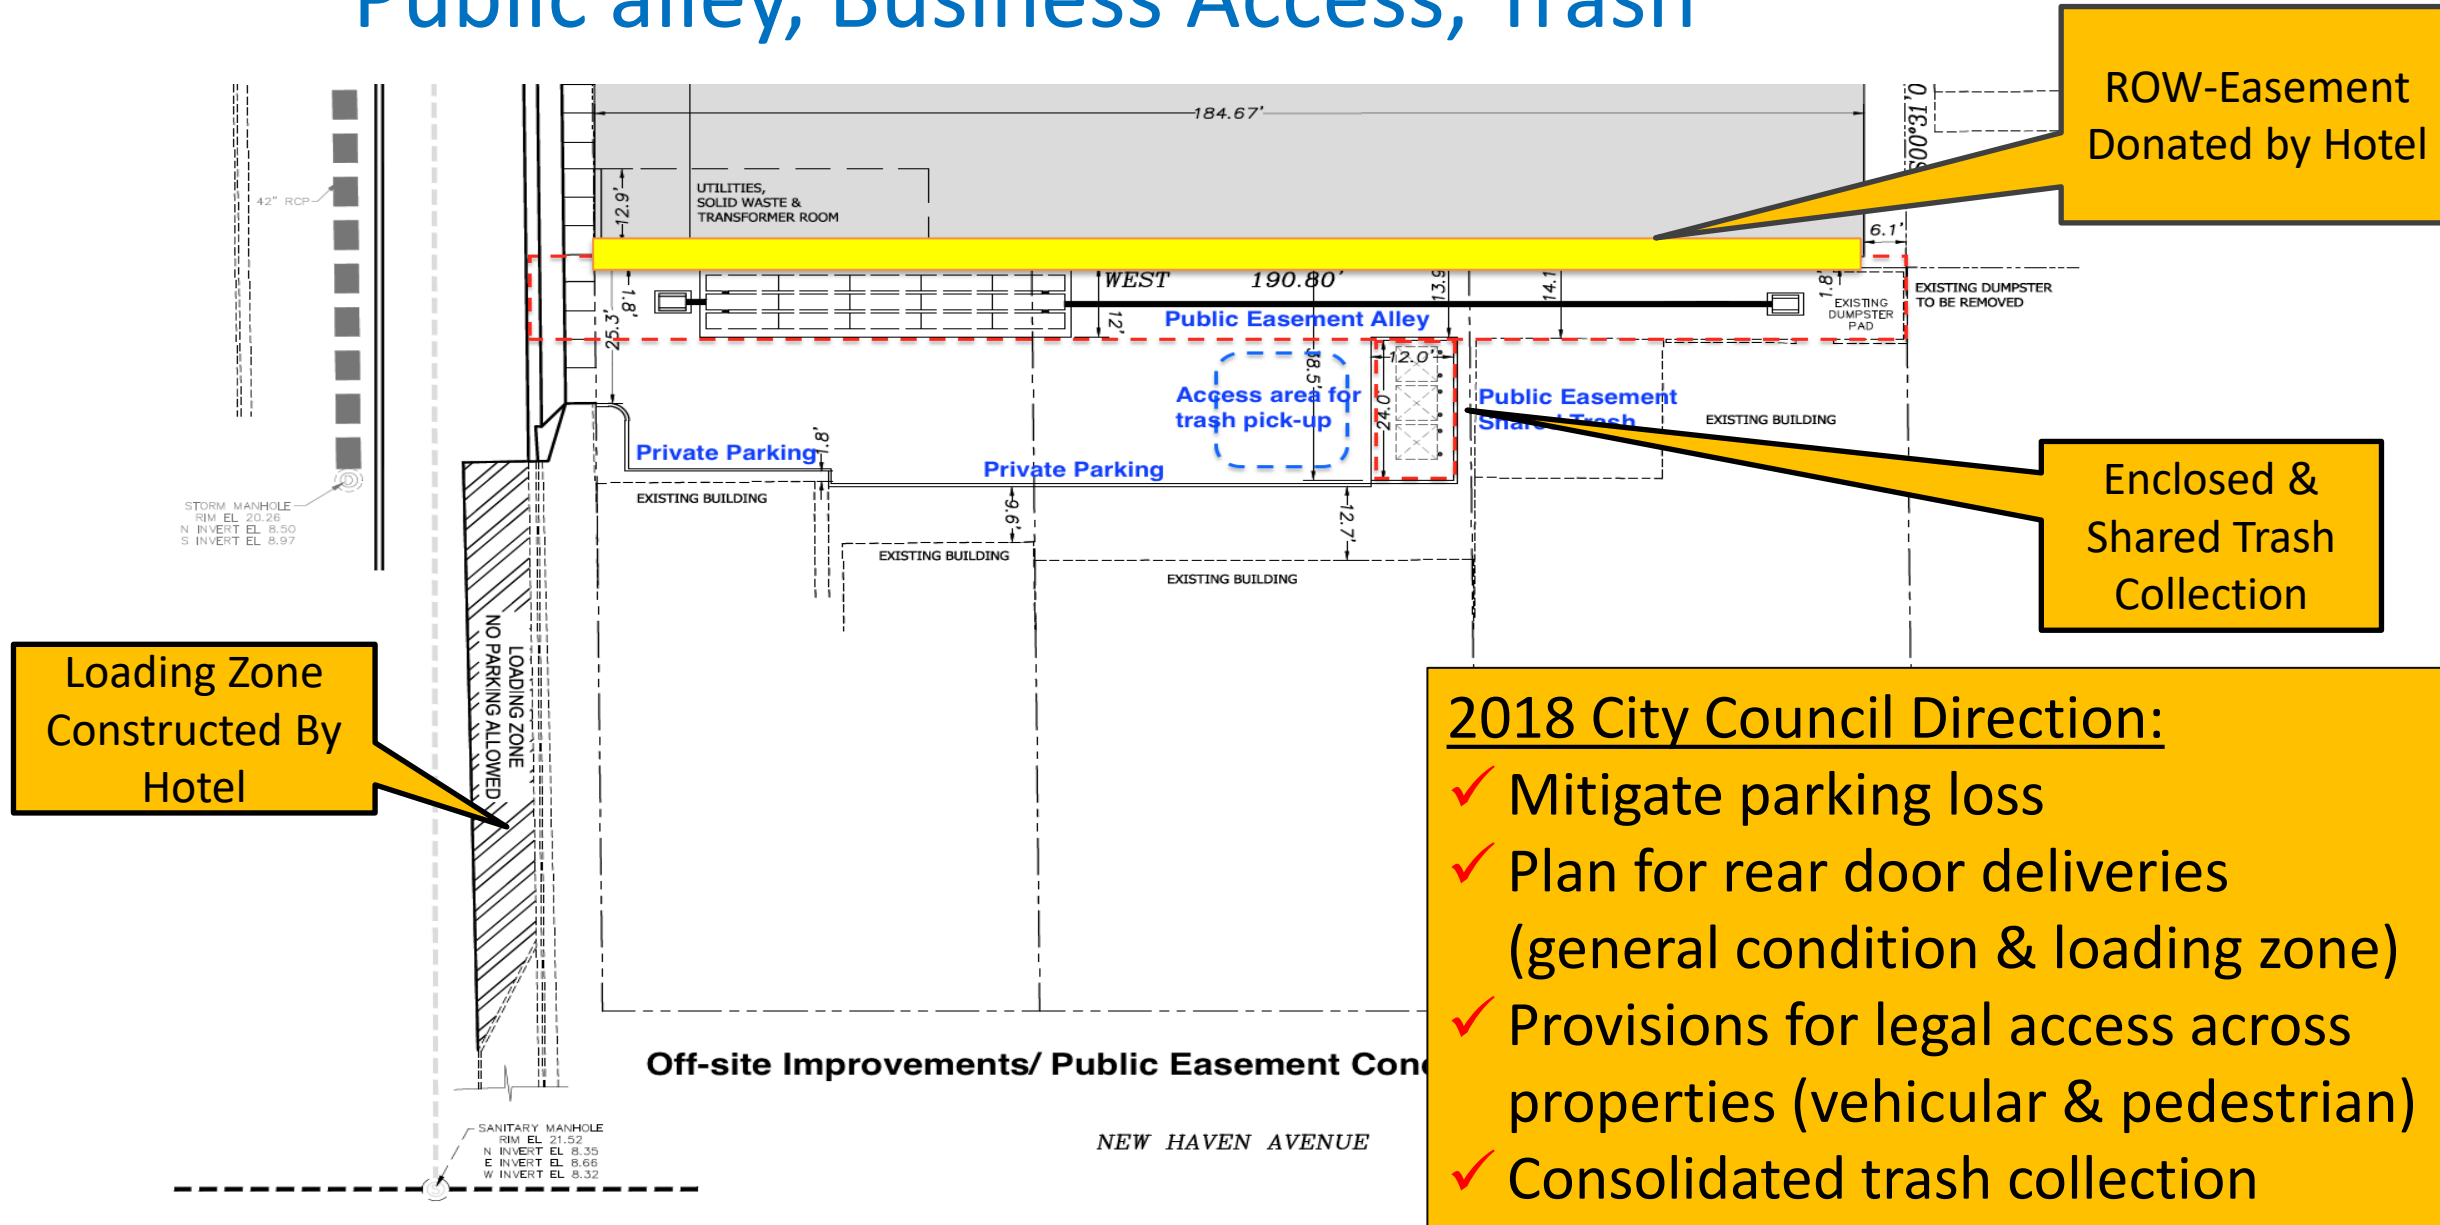 Public alley, Business Access, Trash
ROW-Easement
Donated by Hotel
184.67'
S00°31'0
42" RCP
12.9'
UTILITIES,
SOLID WASTE &
TRANSFORMER ROOM
6.1'
WEST 190.80'
1.8'
25.3'
12'
13.9
14.1
1.8'
EXISTING
DUMPSTER
PAD
EXISTING DUMPSTER
TO BE REMOVED
Public Easement Alley
38.5'
12.0'
24.0'
Access area for
trash pick-up
Public Easement
Shared Trash
EXISTING BUILDING
Private Parking
1.8'
Private Parking
EXISTING BUILDING
9.6'
12.7'
EXISTING BUILDING
EXISTING BUILDING
Enclosed &
Shared Trash
Collection
STORM MANHOLE
RIM EL 20.26
N INVERT EL 8.50
S INVERT EL 8.97
LOADING ZONE
NO PARKING ALLOWED
Loading Zone
Constructed By
Hotel
2018 City Council Direction:
✓ Mitigate parking loss
✓ Plan for rear door deliveries
(general condition & loading zone)
✓ Provisions for legal access across
properties (vehicular & pedestrian)
✓ Consolidated trash collection
Off-site Improvements/ Public Easement
NEW HAVEN AVENUE
SANITARY MANHOLE
RIM EL 21.52
N INVERT EL 8.35
E INVERT EL 8.66
W INVERT EL 8.32